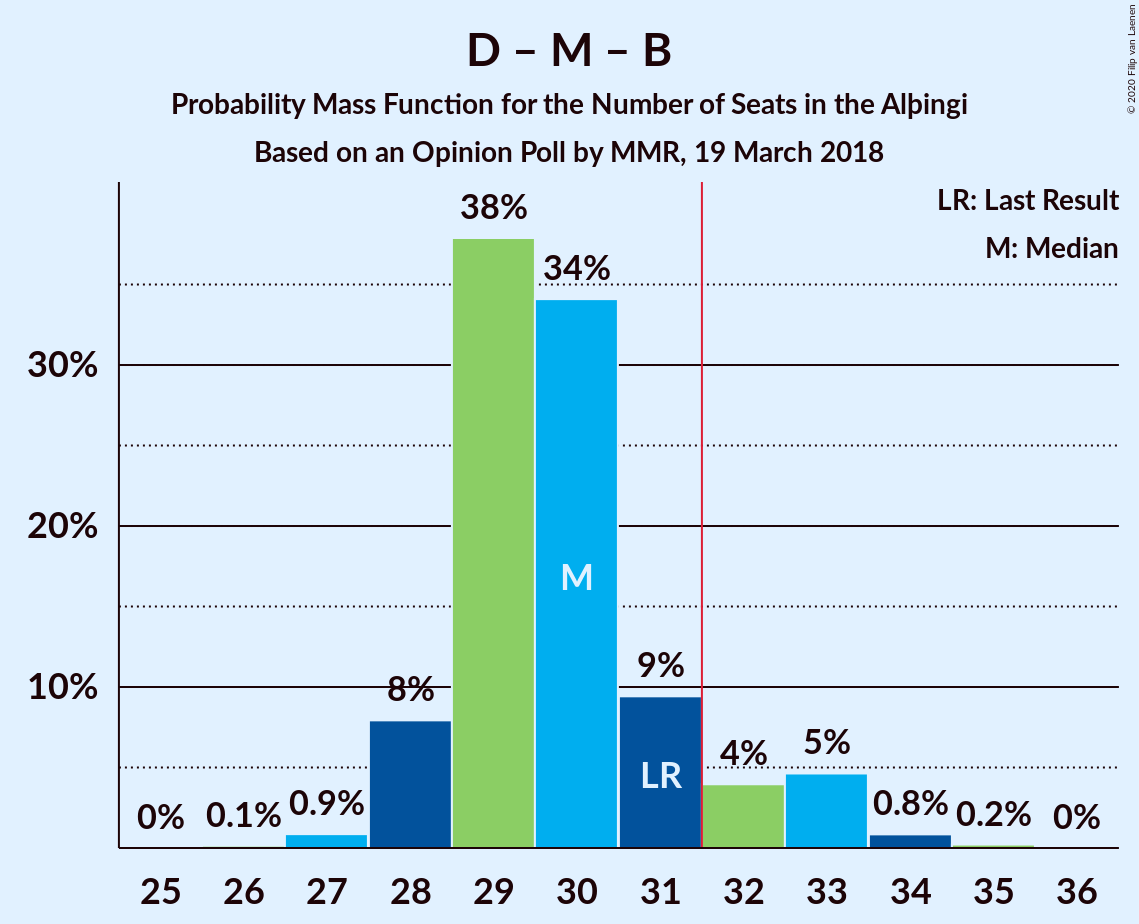 D – M – B
Probability Mass Function for the Number of Seats in the Alþingi
Based on an Opinion Poll by MMR, 19 March 2018
© 2020 Filip van Laenen
LR: Last Result
M: Median
38%
34%
30%
20%
M
9%
10%
8%
5%
4%
LR
0%
0.1%
0.9%
0.8%
0.2%
0%
25 26 27 28 29 30 31 32 33 34 35 36